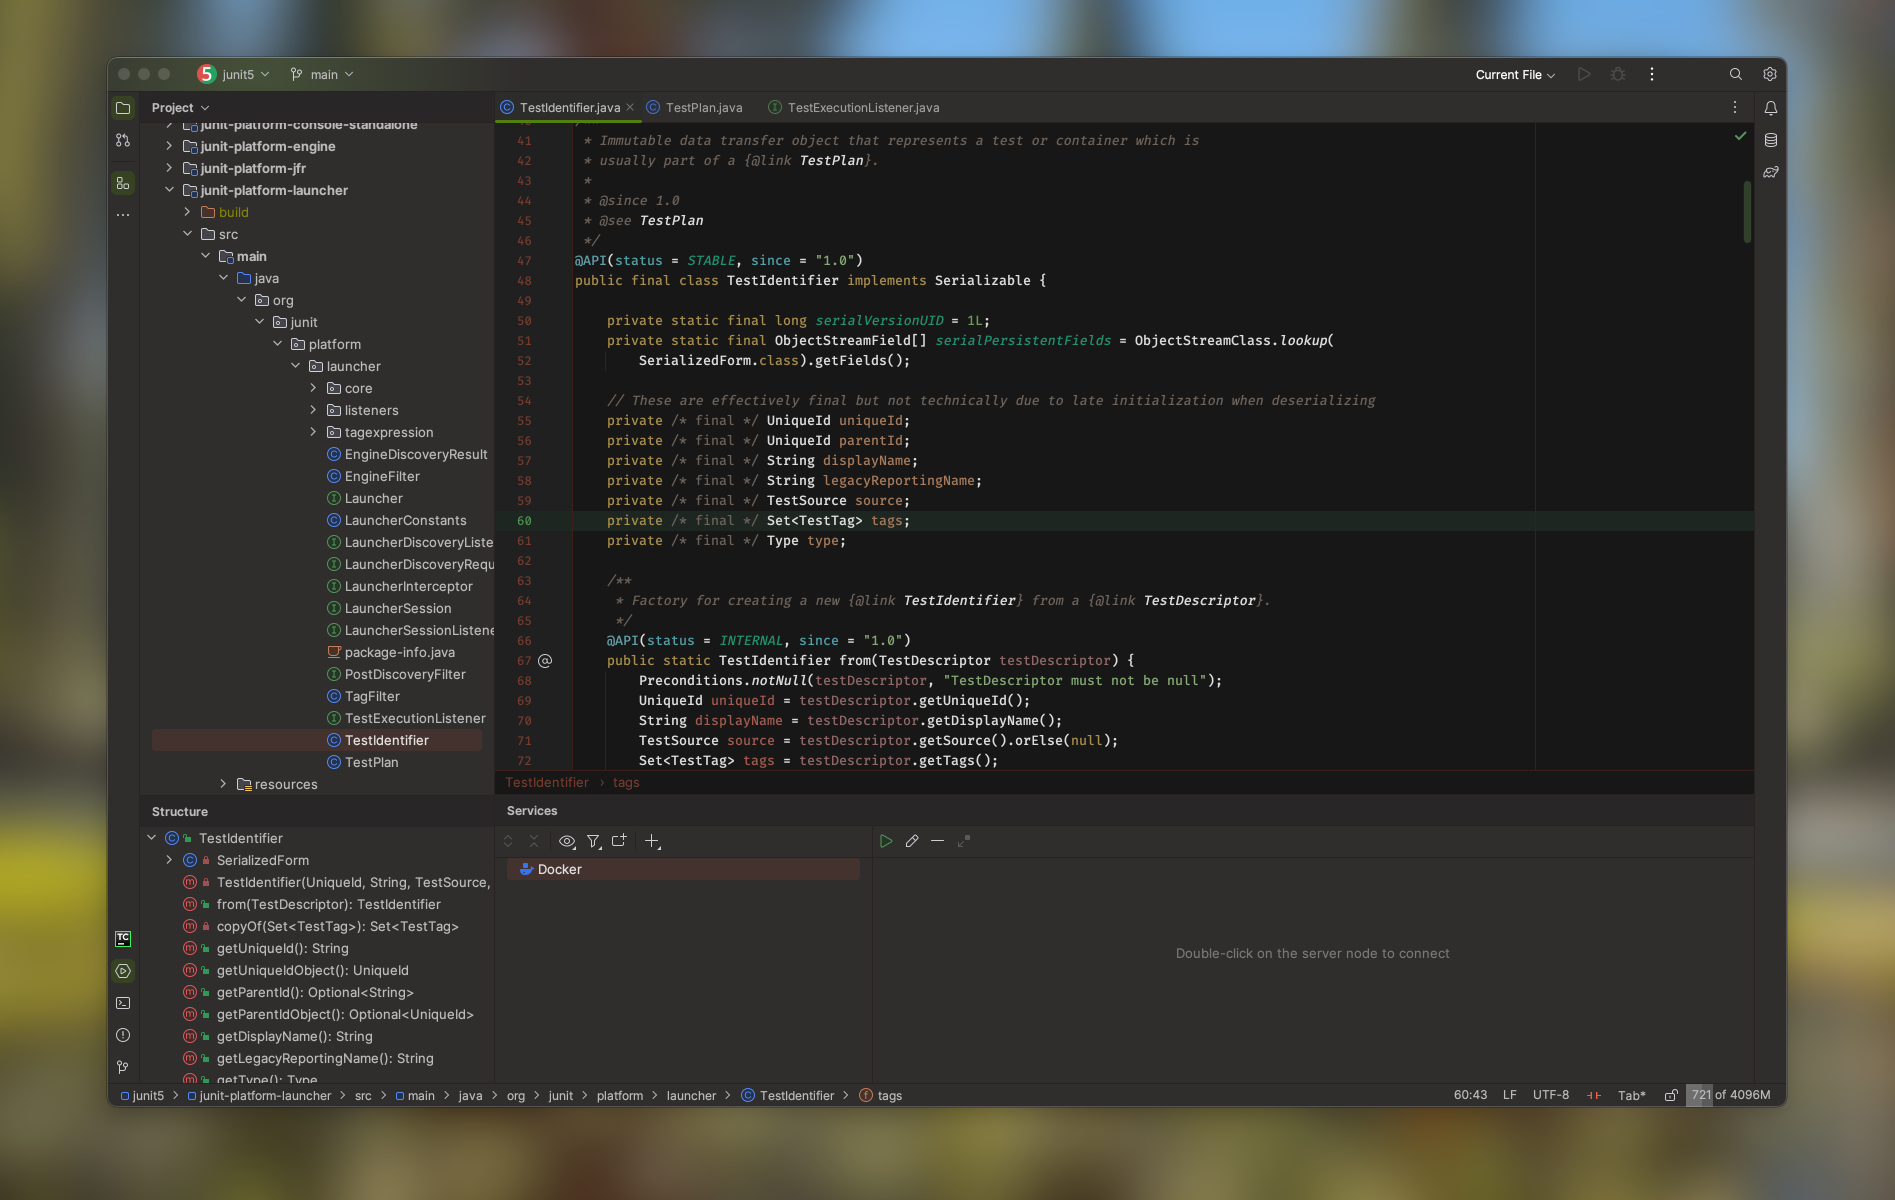 5 junit5 main Current File
Project
TestIdentifier.java TestPlan.java TestExecutionListener.java
junit-platform-console-standalone
junit-platform-engine
junit-platform-jfr
junit-platform-launcher
build
src
main
java
org
junit
platform
launcher
core
listeners
tagexpression
EngineDiscoveryResult
EngineFilter
Launcher
LauncherConstants
LauncherDiscoveryListe
LauncherDiscoveryRequ
LauncherInterceptor
LauncherSession
LauncherSessionListene
package-info.java
PostDiscoveryFilter
TagFilter
TestExecutionListener
TestIdentifier
TestPlan
resources
41 * Immutable data transfer object that represents a test or container which is
42 * usually part of a {@link TestPlan}.
43 *
44 * @since 1.0
45 * @see TestPlan
46 */
47 @API(status = STABLE, since = "1.0")
48 public final class TestIdentifier implements Serializable {
49
50 private static final long serialVersionUID = 1L;
51 private static final ObjectStreamField[] serialPersistentFields = ObjectStreamClass.lookup(
52 SerializedForm.class).getFields();
53
54 // These are effectively final but not technically due to late initialization when deserializing
55 private /* final */ UniqueId uniqueId;
56 private /* final */ UniqueId parentId;
57 private /* final */ String displayName;
58 private /* final */ String legacyReportingName;
59 private /* final */ TestSource source;
60 private /* final */ Set<TestTag> tags;
61 private /* final */ Type type;
62
63 /**
64 * Factory for creating a new {@link TestIdentifier} from a {@link TestDescriptor}.
65 */
66 @API(status = INTERNAL, since = "1.0")
67 @ public static TestIdentifier from(TestDescriptor testDescriptor) {
68 Preconditions.notNull(testDescriptor, "TestDescriptor must not be null");
69 UniqueId uniqueId = testDescriptor.getUniqueId();
70 String displayName = testDescriptor.getDisplayName();
71 TestSource source = testDescriptor.getSource().orElse(null);
72 Set<TestTag> tags = testDescriptor.getTags();
TestIdentifier › tags
Structure
TestIdentifier
SerializedForm
TestIdentifier(UniqueId, String, TestSource,
from(TestDescriptor): TestIdentifier
copyOf(Set<TestTag>): Set<TestTag>
getUniqueId(): String
getUniqueIdObject(): UniqueId
getParentId(): Optional<String>
getParentIdObject(): Optional<UniqueId>
getDisplayName(): String
getLegacyReportingName(): String
getType(): Type
Services
Docker
Double-click on the server node to connect
TC
junit5 > junit-platform-launcher > src > main > java > org > junit > platform > launcher > TestIdentifier > tags
60:43 LF UTF-8 Tab* 721 of 4096M